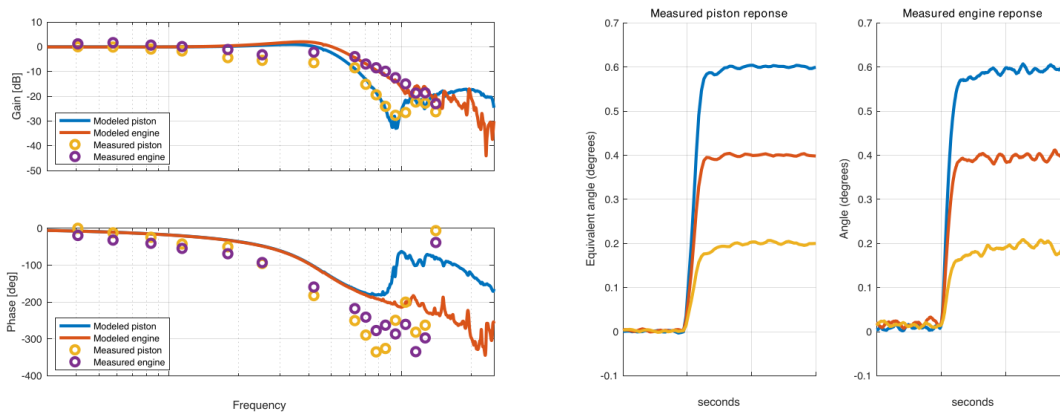 10
0
-10
-20
-30
-40
-50
Gain [dB]
Modeled piston
Modeled engine
Measured piston
Measured engine
0
-100
-200
-300
-400
Phase [deg]
Modeled piston
Modeled engine
Measured piston
Measured engine
Frequency
Measured piston reponse
0.7
0.6
0.5
0.4
0.3
0.2
0.1
0
-0.1
Equivalent angle (degrees)
seconds
Measured engine reponse
0.7
0.6
0.5
0.4
0.3
0.2
0.1
0
-0.1
Angle (degrees)
seconds